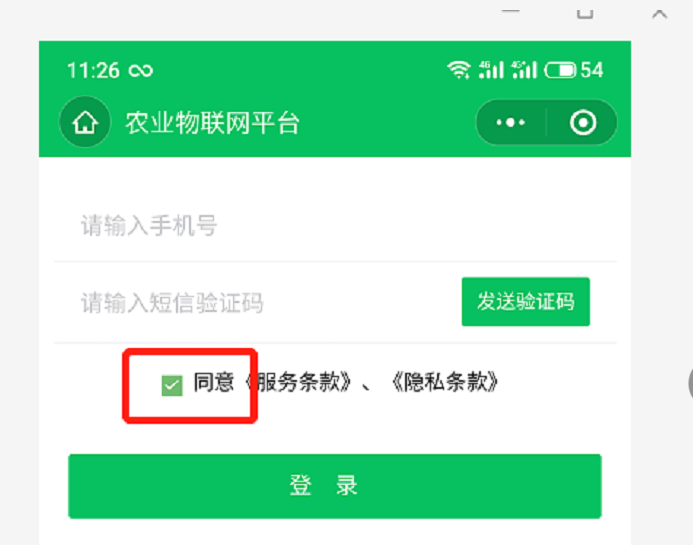 11:26 54
农业物联网平台
请输入手机号
请输入短信验证码 发送验证码
同意《服务条款》、《隐私条款》
登 录